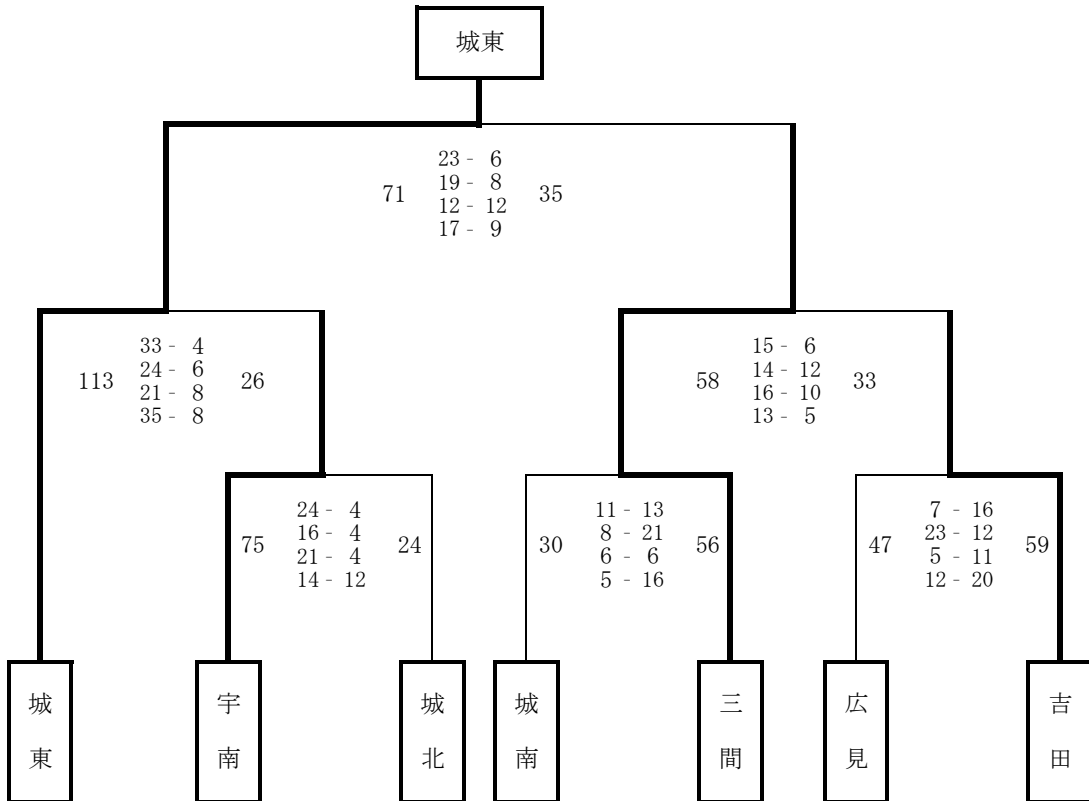 城東
23 - 6
71 19 - 8 35
12 - 12
17 - 9
33 - 4
113 24 - 6 26
21 - 8
35 - 8
15 - 6
58 14 - 12 33
16 - 10
13 - 5
24 - 4
75 16 - 4 24
21 - 4
14 - 12
11 - 13
30 8 - 21 56
6 - 6
5 - 16
7 - 16
47 23 - 12 59
5 - 11
12 - 20
城東
宇南
城北
城南
三間
広見
吉田